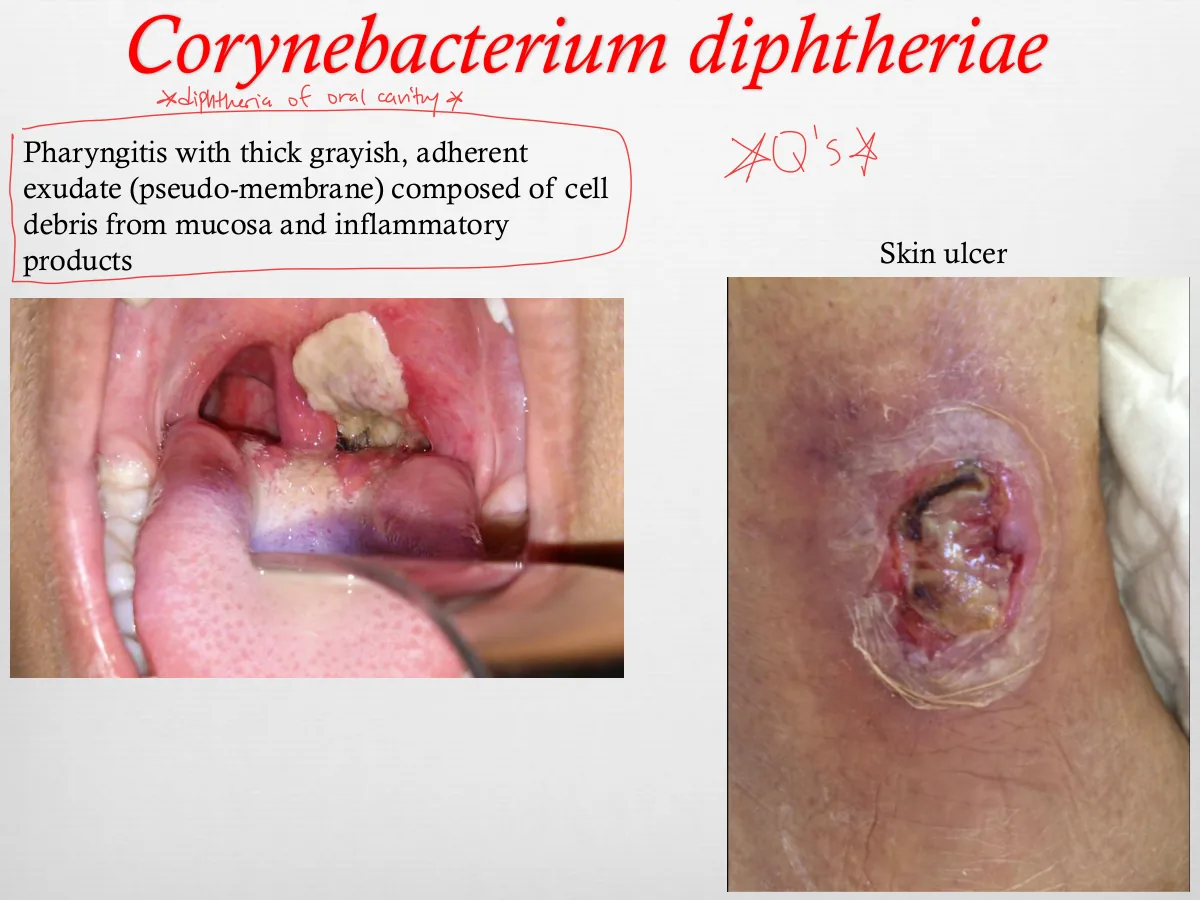 Corynebacterium diphtheriae
*diphtheria of oral cavity*
Pharyngitis with thick grayish, adherent
exudate (pseudo-membrane) composed of cell
debris from mucosa and inflammatory
products
*Q's*
Skin ulcer